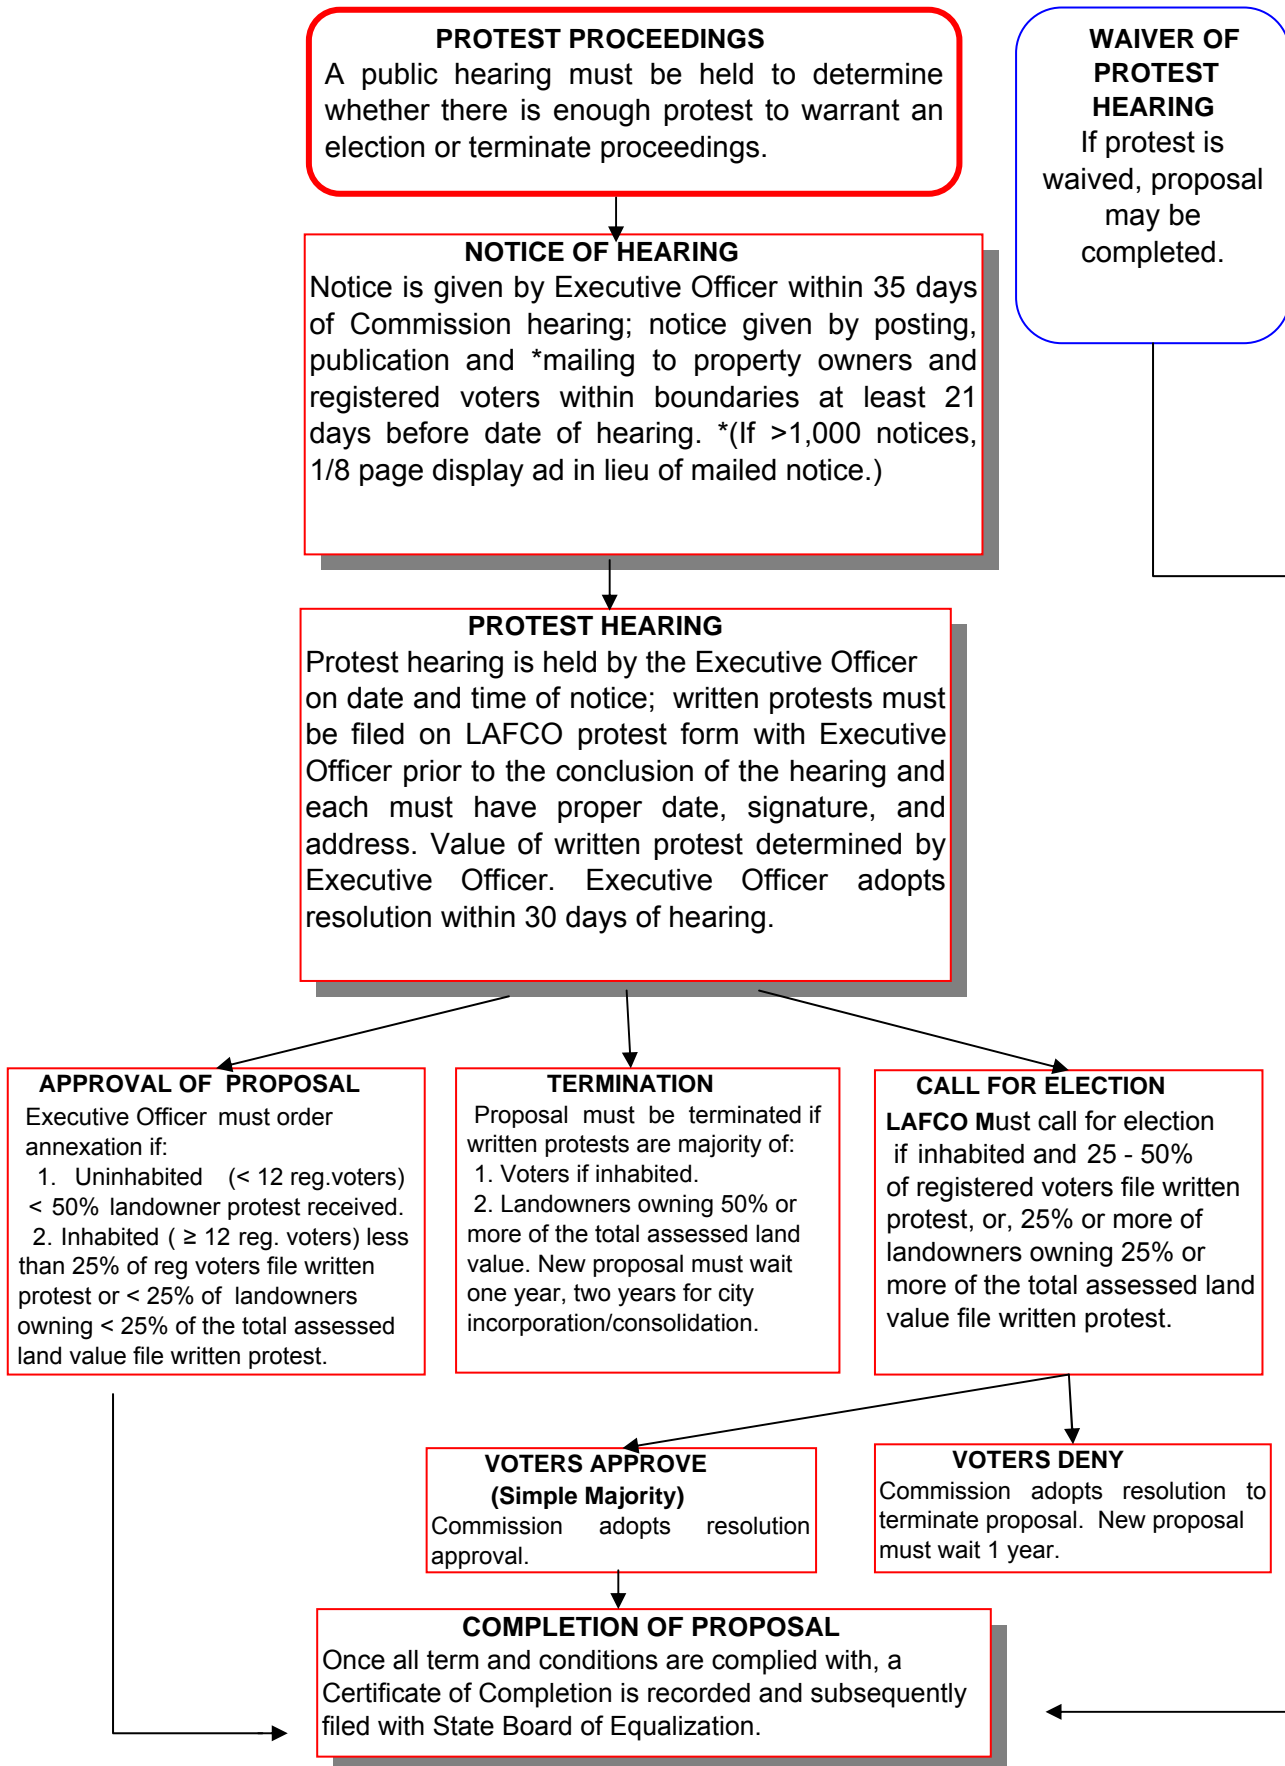 PROTEST PROCEEDINGS
A public hearing must be held to determine
whether there is enough protest to warrant an
election or terminate proceedings.
WAIVER OF
PROTEST
HEARING
If protest is
waived, proposal
may be
completed.
NOTICE OF HEARING
Notice is given by Executive Officer within 35 days
of Commission hearing; notice given by posting,
publication and *mailing to property owners and
registered voters within boundaries at least 21
days before date of hearing. *(If >1,000 notices,
1/8 page display ad in lieu of mailed notice.)
PROTEST HEARING
Protest hearing is held by the Executive Officer
on date and time of notice; written protests must
be filed on LAFCO protest form with Executive
Officer prior to the conclusion of the hearing and
each must have proper date, signature, and
address. Value of written protest determined by
Executive Officer. Executive Officer adopts
resolution within 30 days of hearing.
APPROVAL OF PROPOSAL
Executive Officer must order
annexation if:
1. Uninhabited (< 12 reg.voters)
< 50% landowner protest received.
2. Inhabited ( ≥ 12 reg. voters) less
than 25% of reg voters file written
protest or < 25% of landowners
owning < 25% of the total assessed
land value file written protest.
TERMINATION
Proposal must be terminated if
written protests are majority of:
1. Voters if inhabited.
2. Landowners owning 50% or
more of the total assessed land
value. New proposal must wait
one year, two years for city
incorporation/consolidation.
CALL FOR ELECTION
LAFCO Must call for election
if inhabited and 25 - 50%
of registered voters file written
protest, or, 25% or more of
landowners owning 25% or
more of the total assessed land
value file written protest.
VOTERS APPROVE
(Simple Majority)
Commission adopts resolution
approval.
VOTERS DENY
Commission adopts resolution to
terminate proposal. New proposal
must wait 1 year.
COMPLETION OF PROPOSAL
Once all term and conditions are complied with, a
Certificate of Completion is recorded and subsequently
filed with State Board of Equalization.